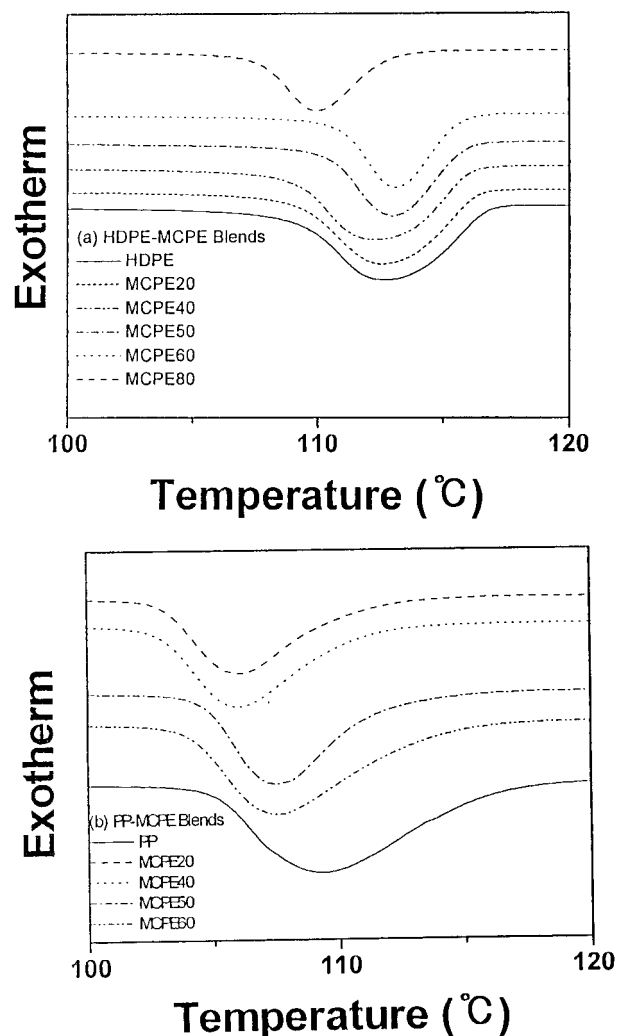 Exotherm
(a) HDPE-MCPE Blends
HDPE
MCPE20
MCPE40
MCPE50
MCPE60
MCPE80
100
110
120
Temperature (℃)
Exotherm
(b) PP-MCPE Blends
PP
MCPE20
MCPE40
MCPE50
MCPE60
100
110
120
Temperature (℃)